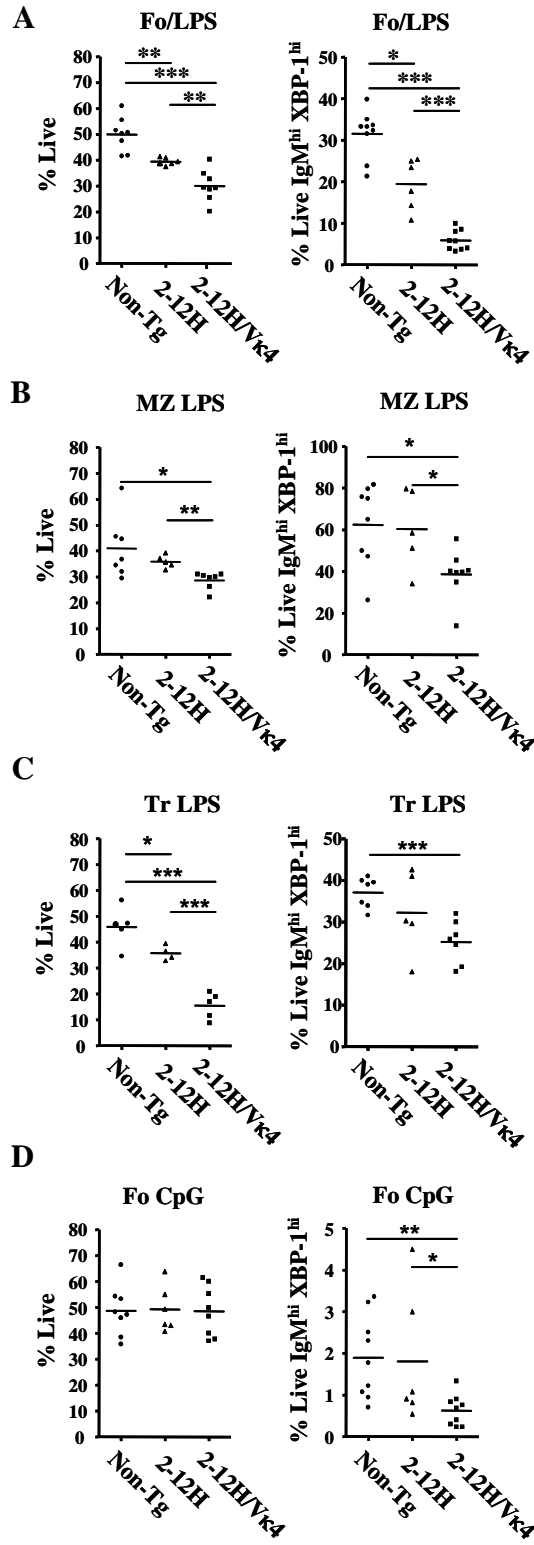 A
Fo/LPS
% Live
80
70
60
50
40
30
20
10
0
** 
***
**
Non-Tg
2-12H
2-12H/Vκ4
Fo/LPS
% Live IgMhi XBP-1hi
50
40
30
20
10
0
*
***
***
Non-Tg
2-12H
2-12H/Vκ4
B
MZ LPS
% Live
80
70
60
50
40
30
20
10
0
*
**
Non-Tg
2-12H
2-12H/Vκ4
MZ LPS
% Live IgMhi XBP-1hi
100
80
60
40
20
0
*
*
Non-Tg
2-12H
2-12H/Vκ4
C
Tr LPS
% Live
80
70
60
50
40
30
20
10
0
*
***
***
Non-Tg
2-12H
2-12H/Vκ4
Tr LPS
% Live IgMhi XBP-1hi
50
40
30
20
10
0
***
Non-Tg
2-12H
2-12H/Vκ4
D
Fo CpG
% Live
80
70
60
50
40
30
20
10
0
Non-Tg
2-12H
2-12H/Vκ4
Fo CpG
% Live IgMhi XBP-1hi
5
4
3
2
1
0
**
*
Non-Tg
2-12H
2-12H/Vκ4